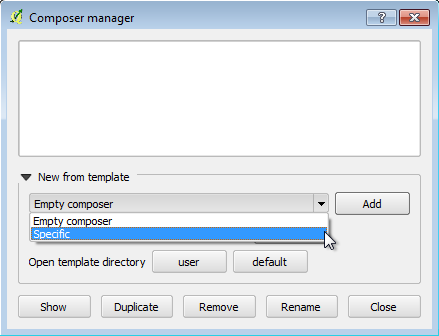 Composer manager
?
New from template
Empty composer
Add
Empty composer
Specific
Open template directory
user
default
Show
Duplicate
Remove
Rename
Close